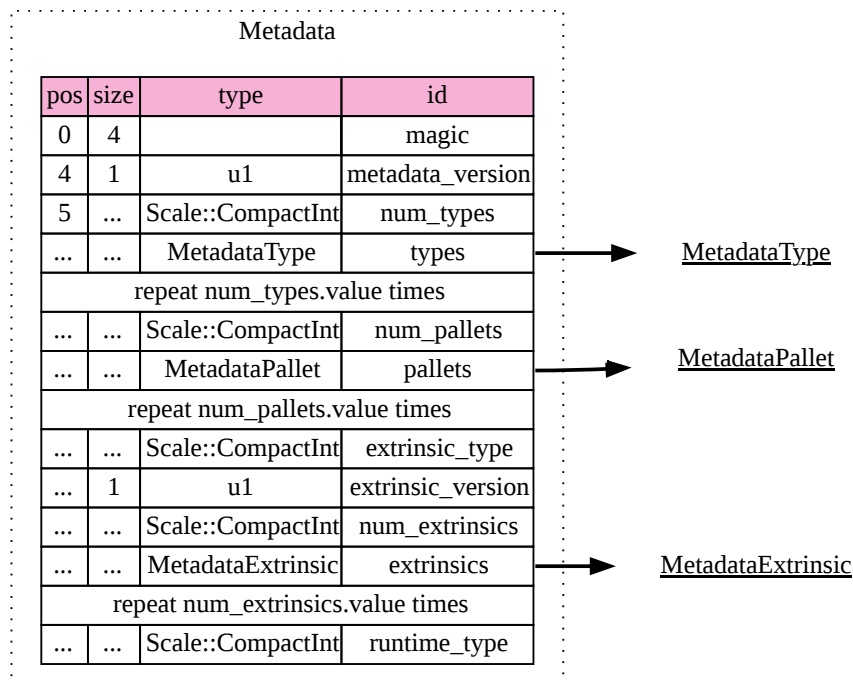 Metadata
pos size type id
0 4 magic
4 1 u1 metadata_version
5 ... Scale::CompactInt num_types
... ... MetadataType types MetadataType
repeat num_types.value times
... ... Scale::CompactInt num_pallets
... ... MetadataPallet pallets MetadataPallet
repeat num_pallets.value times
... ... Scale::CompactInt extrinsic_type
... 1 u1 extrinsic_version
... ... Scale::CompactInt num_extrinsics
... ... MetadataExtrinsic extrinsics MetadataExtrinsic
repeat num_extrinsics.value times
... ... Scale::CompactInt runtime_type